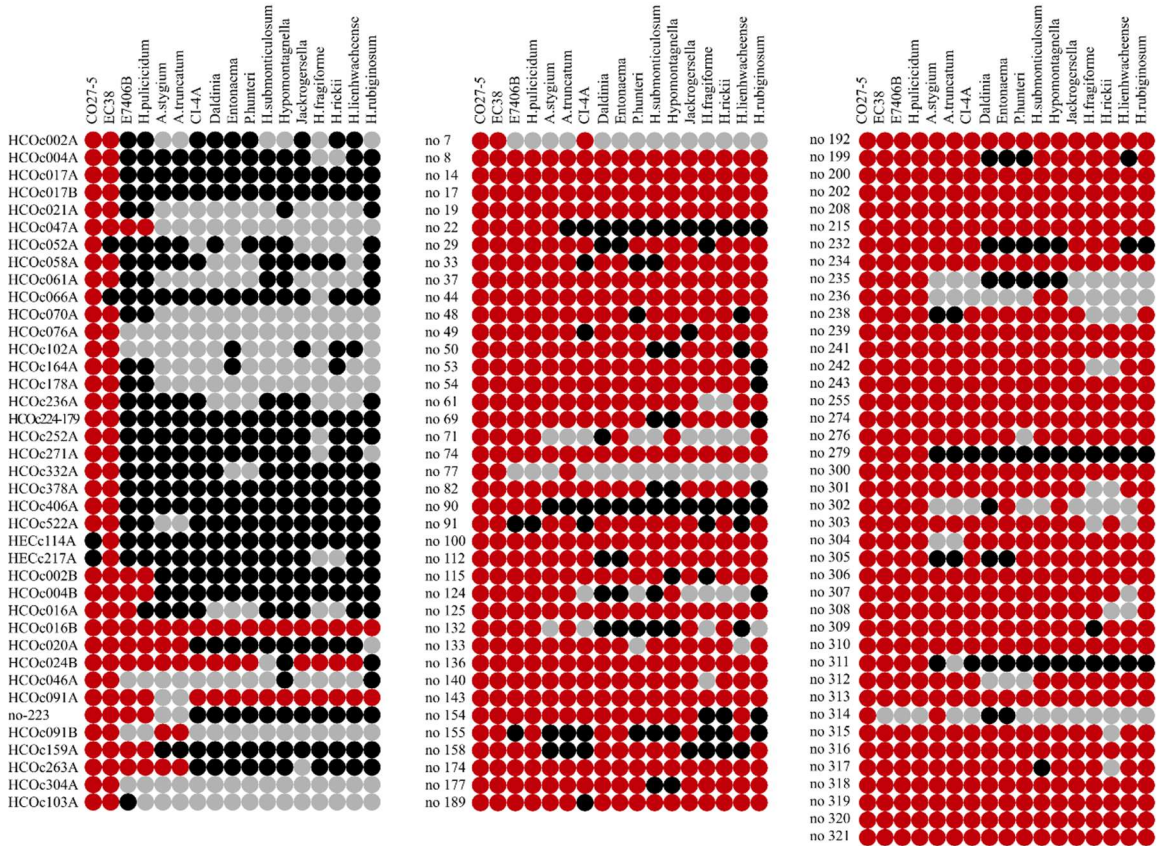 CO27-5
EC38
E7406B
H,pulicicidum
A.stygium
A.truncatum
CI-4A
Daldinia
Entonaema
P.hunteri
H.submonticulosum
Hypomontagnella
Jackrogersella
H.fragiforme
H.rickii
H.lienhwacheense
H.rubiginosum
HCOc002A
HCOc004A
HCOc017A
HCOc017B
HCOc021A
HCOc047A
HCOc052A
HCOc058A
HCOc061A
HCOc066A
HCOc070A
HCOc076A
HCOc102A
HCOc164A
HCOc178A
HCOc236A
HCOc224-179
HCOc252A
HCOc271A
HCOc332A
HCOc378A
HCOc406A
HCOc522A
HECc114A
HECc217A
HCOc002B
HCOc004B
HCOc016A
HCOc016B
HCOc020A
HCOc024B
HCOc046A
HCOc091A
no-223
HCOc091B
HCOc159A
HCOc263A
HCOc304A
HCOc103A
CO27-5
EC38
E7406B
H,pulicicidum
A.stygium
A.truncatum
CI-4A
Daldinia
Entonaema
P.hunteri
H.submonticulosum
Hypomontagnella
Jackrogersella
H.fragiforme
H.rickii
H.lienhwacheense
H.rubiginosum
no 7
no 8
no 14
no 17
no 19
no 22
no 29
no 33
no 37
no 44
no 48
no 49
no 50
no 53
no 54
no 61
no 69
no 71
no 74
no 77
no 82
no 90
no 91
no 100
no 112
no 115
no 124
no 125
no 132
no 133
no 136
no 140
no 143
no 154
no 155
no 158
no 174
no 177
no 189
CO27-5
EC38
E7406B
H,pulicicidum
A.stygium
A.truncatum
CI-4A
Daldinia
Entonaema
P.hunteri
H.submonticulosum
Hypomontagnella
Jackrogersella
H.fragiforme
H.rickii
H.lienhwacheense
H.rubiginosum
no 192
no 199
no 200
no 202
no 208
no 215
no 232
no 234
no 235
no 236
no 238
no 239
no 241
no 242
no 243
no 255
no 274
no 276
no 279
no 300
no 301
no 302
no 303
no 304
no 305
no 306
no 307
no 308
no 309
no 310
no 311
no 312
no 313
no 314
no 315
no 316
no 317
no 318
no 319
no 320
no 321